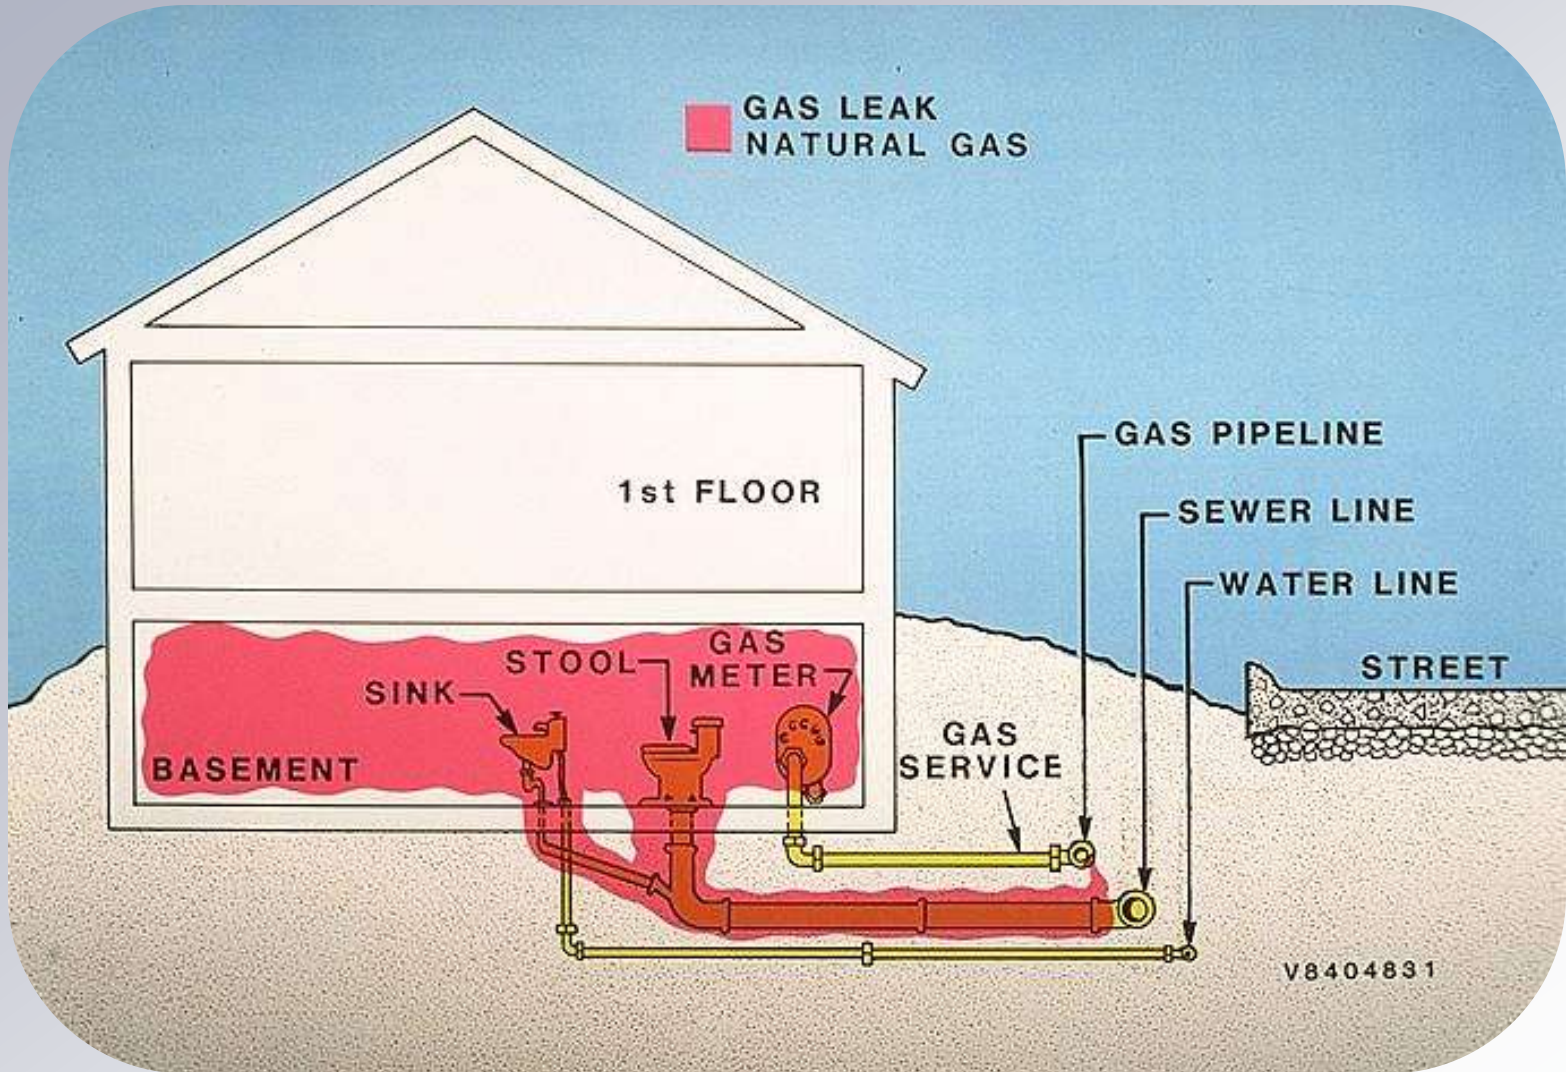 GAS LEAK
NATURAL GAS
1st FLOOR
GAS PIPELINE
SEWER LINE
WATER LINE
STREET
GAS
METER
STOOL
SINK
BASEMENT
GAS
SERVICE
V8404831